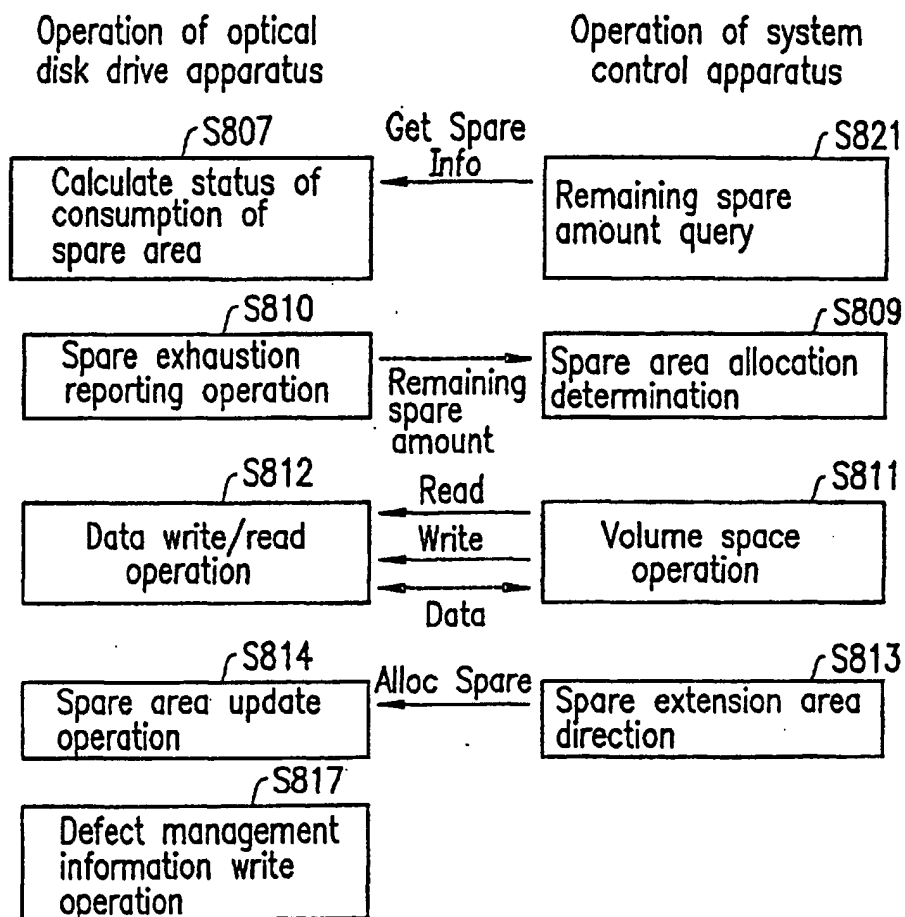 Operation of optical
disk drive apparatus
Operation of system
control apparatus
S807
Calculate status of
consumption of
spare area
Get Spare
Info
S821
Remaining spare
amount query
S810
Spare exhaustion
reporting operation
Remaining
spare
amount
S809
Spare area allocation
determination
S812
Data write/read
operation
Read
Write
Data
S811
Volume space
operation
S814
Spare area update
operation
Alloc Spare
S813
Spare extension area
direction
S817
Defect management
information write
operation